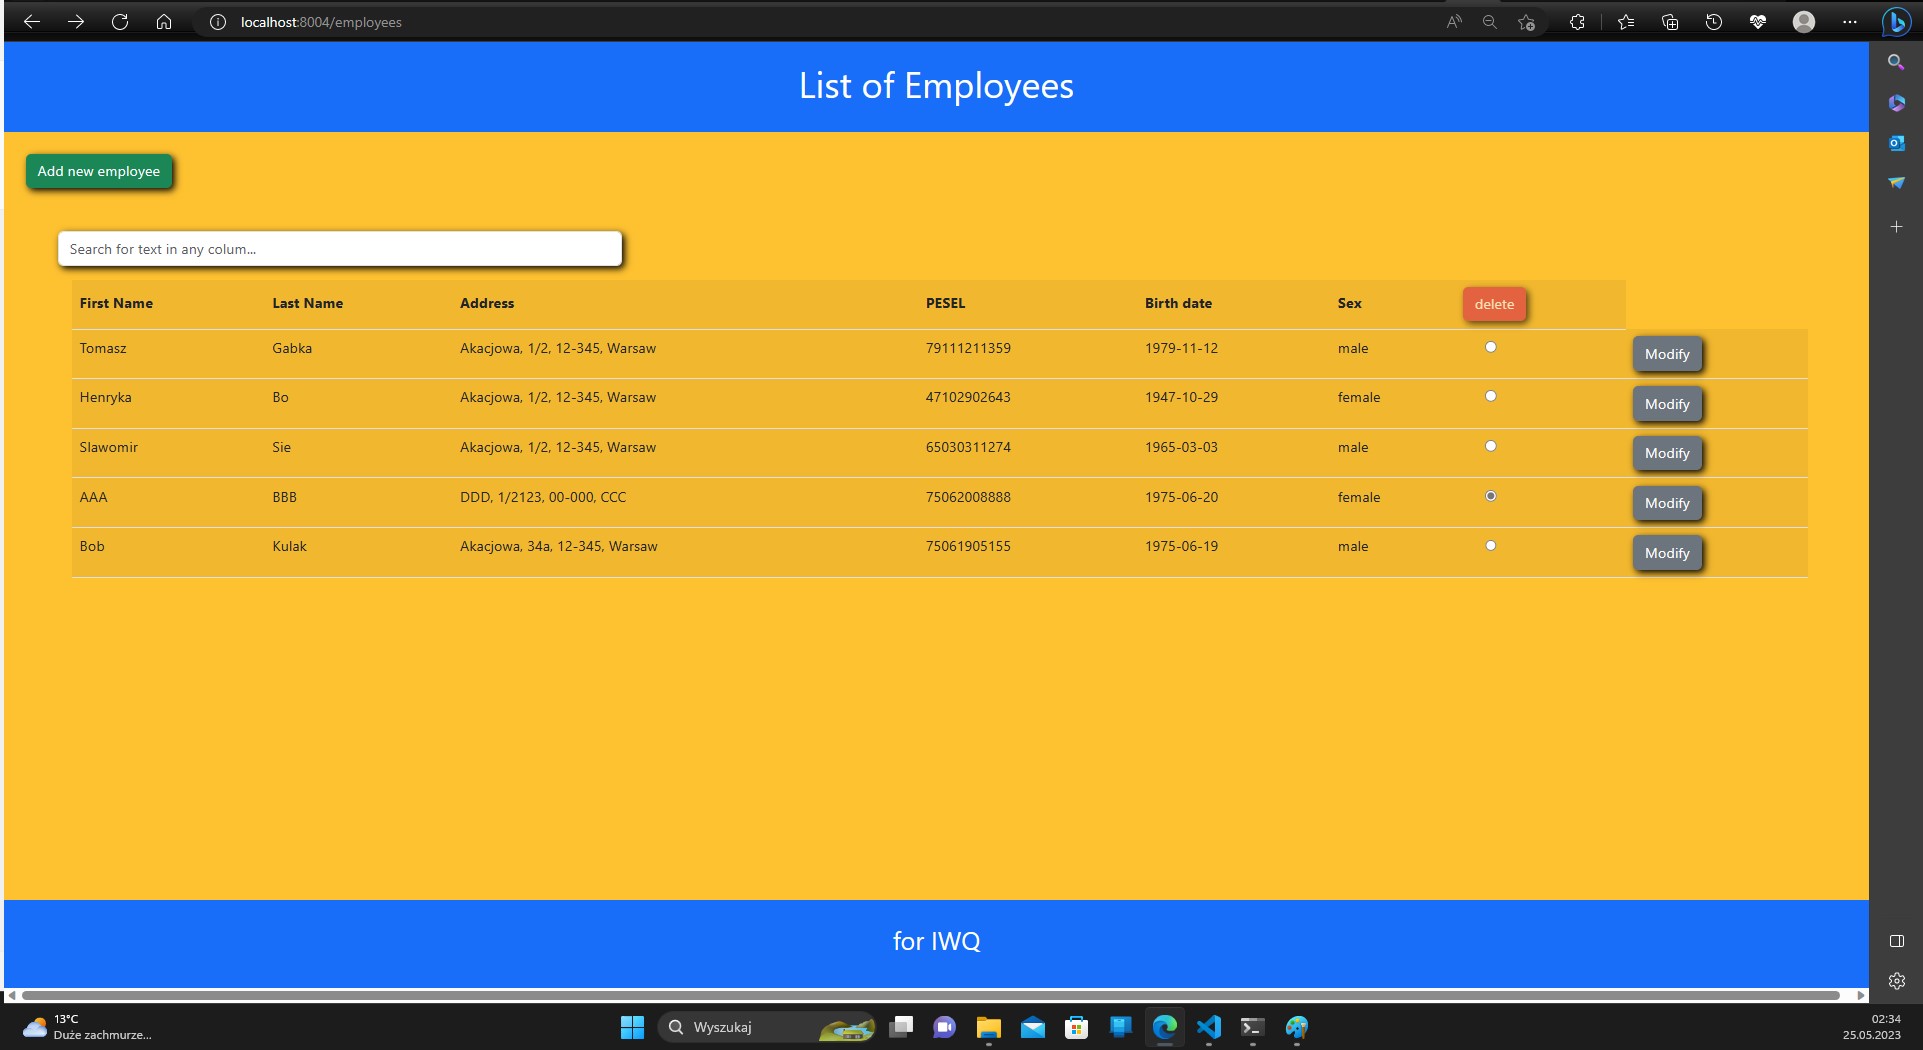 localhost:8004/employees
List of Employees
Add new employee
Search for text in any colum...
First Name Last Name Address PESEL Birth date Sex delete
Tomasz Gabka Akacjowa, 1/2, 12-345, Warsaw 79111211359 1979-11-12 male Modify
Henryka Bo Akacjowa, 1/2, 12-345, Warsaw 47102902643 1947-10-29 female Modify
Slawomir Sie Akacjowa, 1/2, 12-345, Warsaw 65030311274 1965-03-03 male Modify
AAA BBB DDD, 1/2123, 00-000, CCC 75062008888 1975-06-20 female Modify
Bob Kulak Akacjowa, 34a, 12-345, Warsaw 75061905155 1975-06-19 male Modify
for IWQ
13°C
Duże zachmurze...
Wyszukaj
02:34
25.05.2023